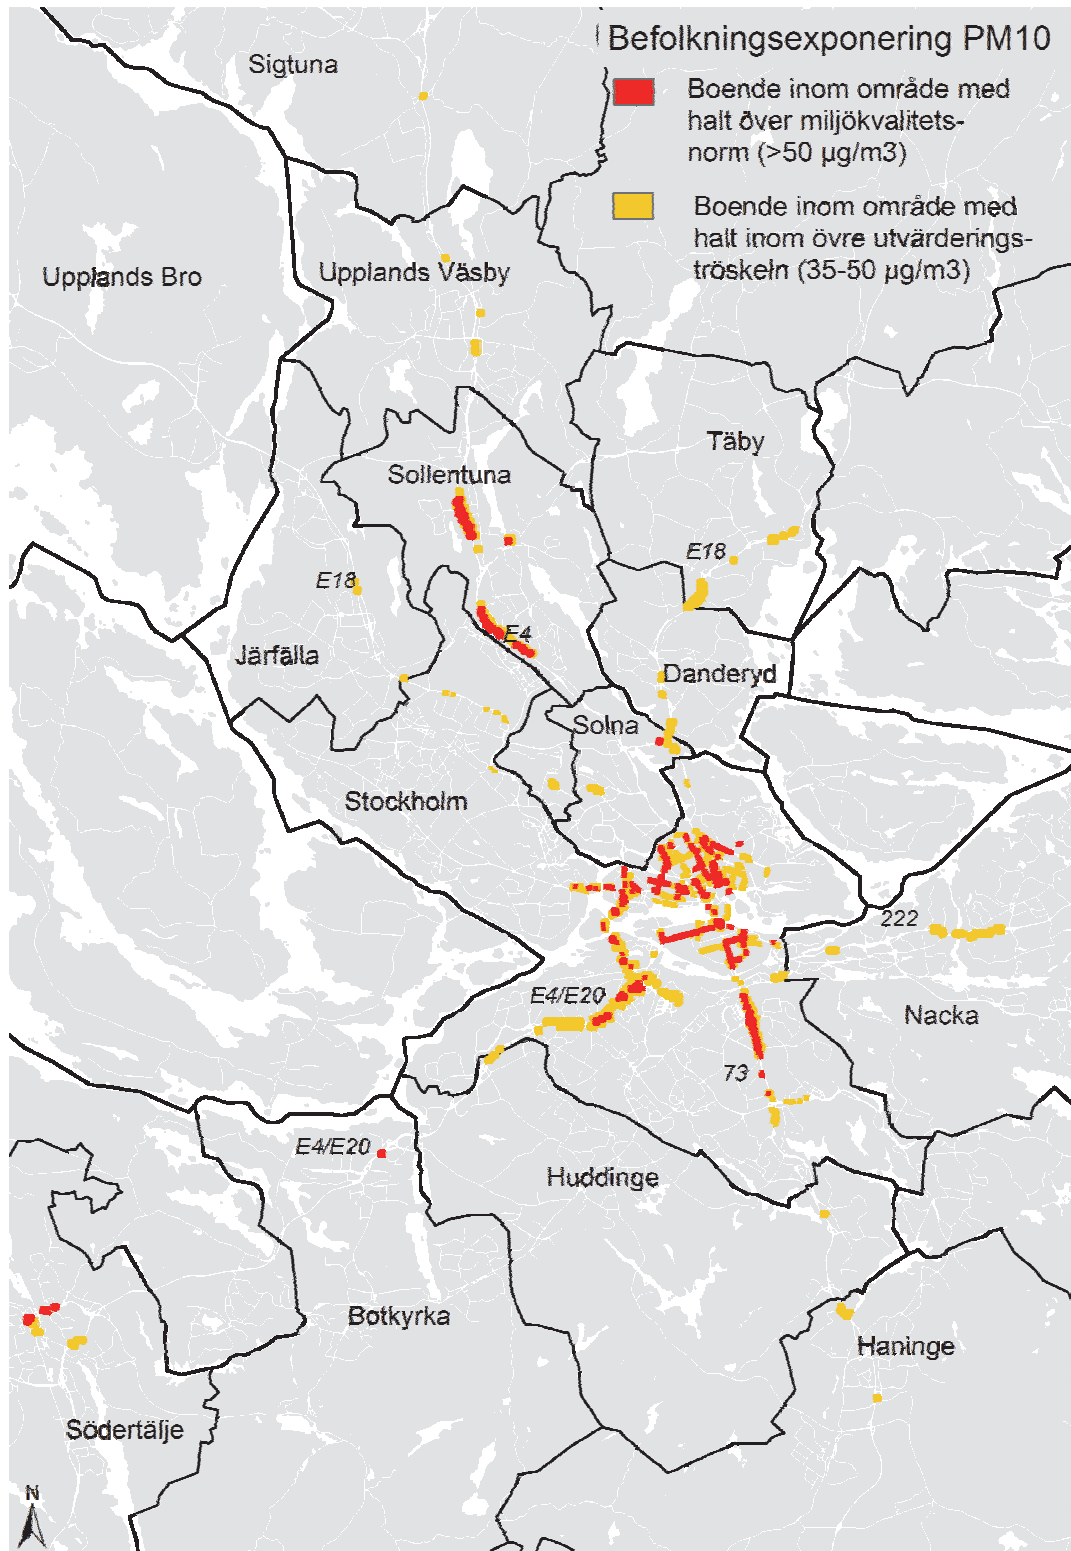 Befolkningsexponering PM10
Boende inom område med
halt över miljökvalitets-
norm (>50 µg/m3)
Boende inom område med
halt inom övre utvärderings-
tröskeln (35-50 µg/m3)
Sigtuna
Upplands Bro
Upplands Väsby
Täby
Sollentuna
E18
E18
E4
Järfälla
Danderyd
Solna
Stockholm
222
E4/E20
Nacka
73
E4/E20
Huddinge
Botkyrka
Haninge
Södertälje
N